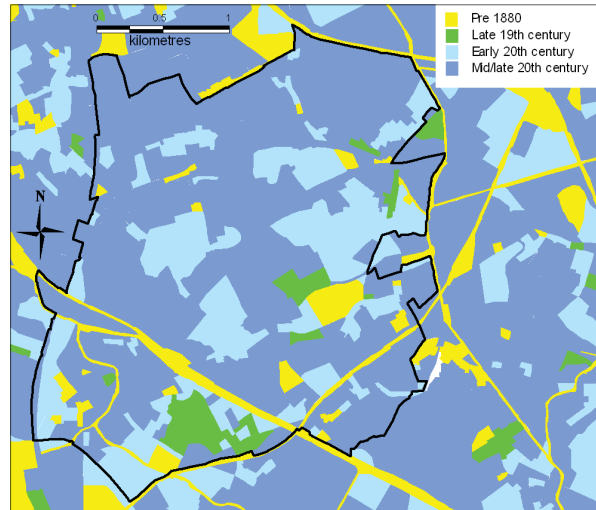 0 0.5 1
kilometres
Pre 1880
Late 19th century
Early 20th century
Mid/late 20th century
N